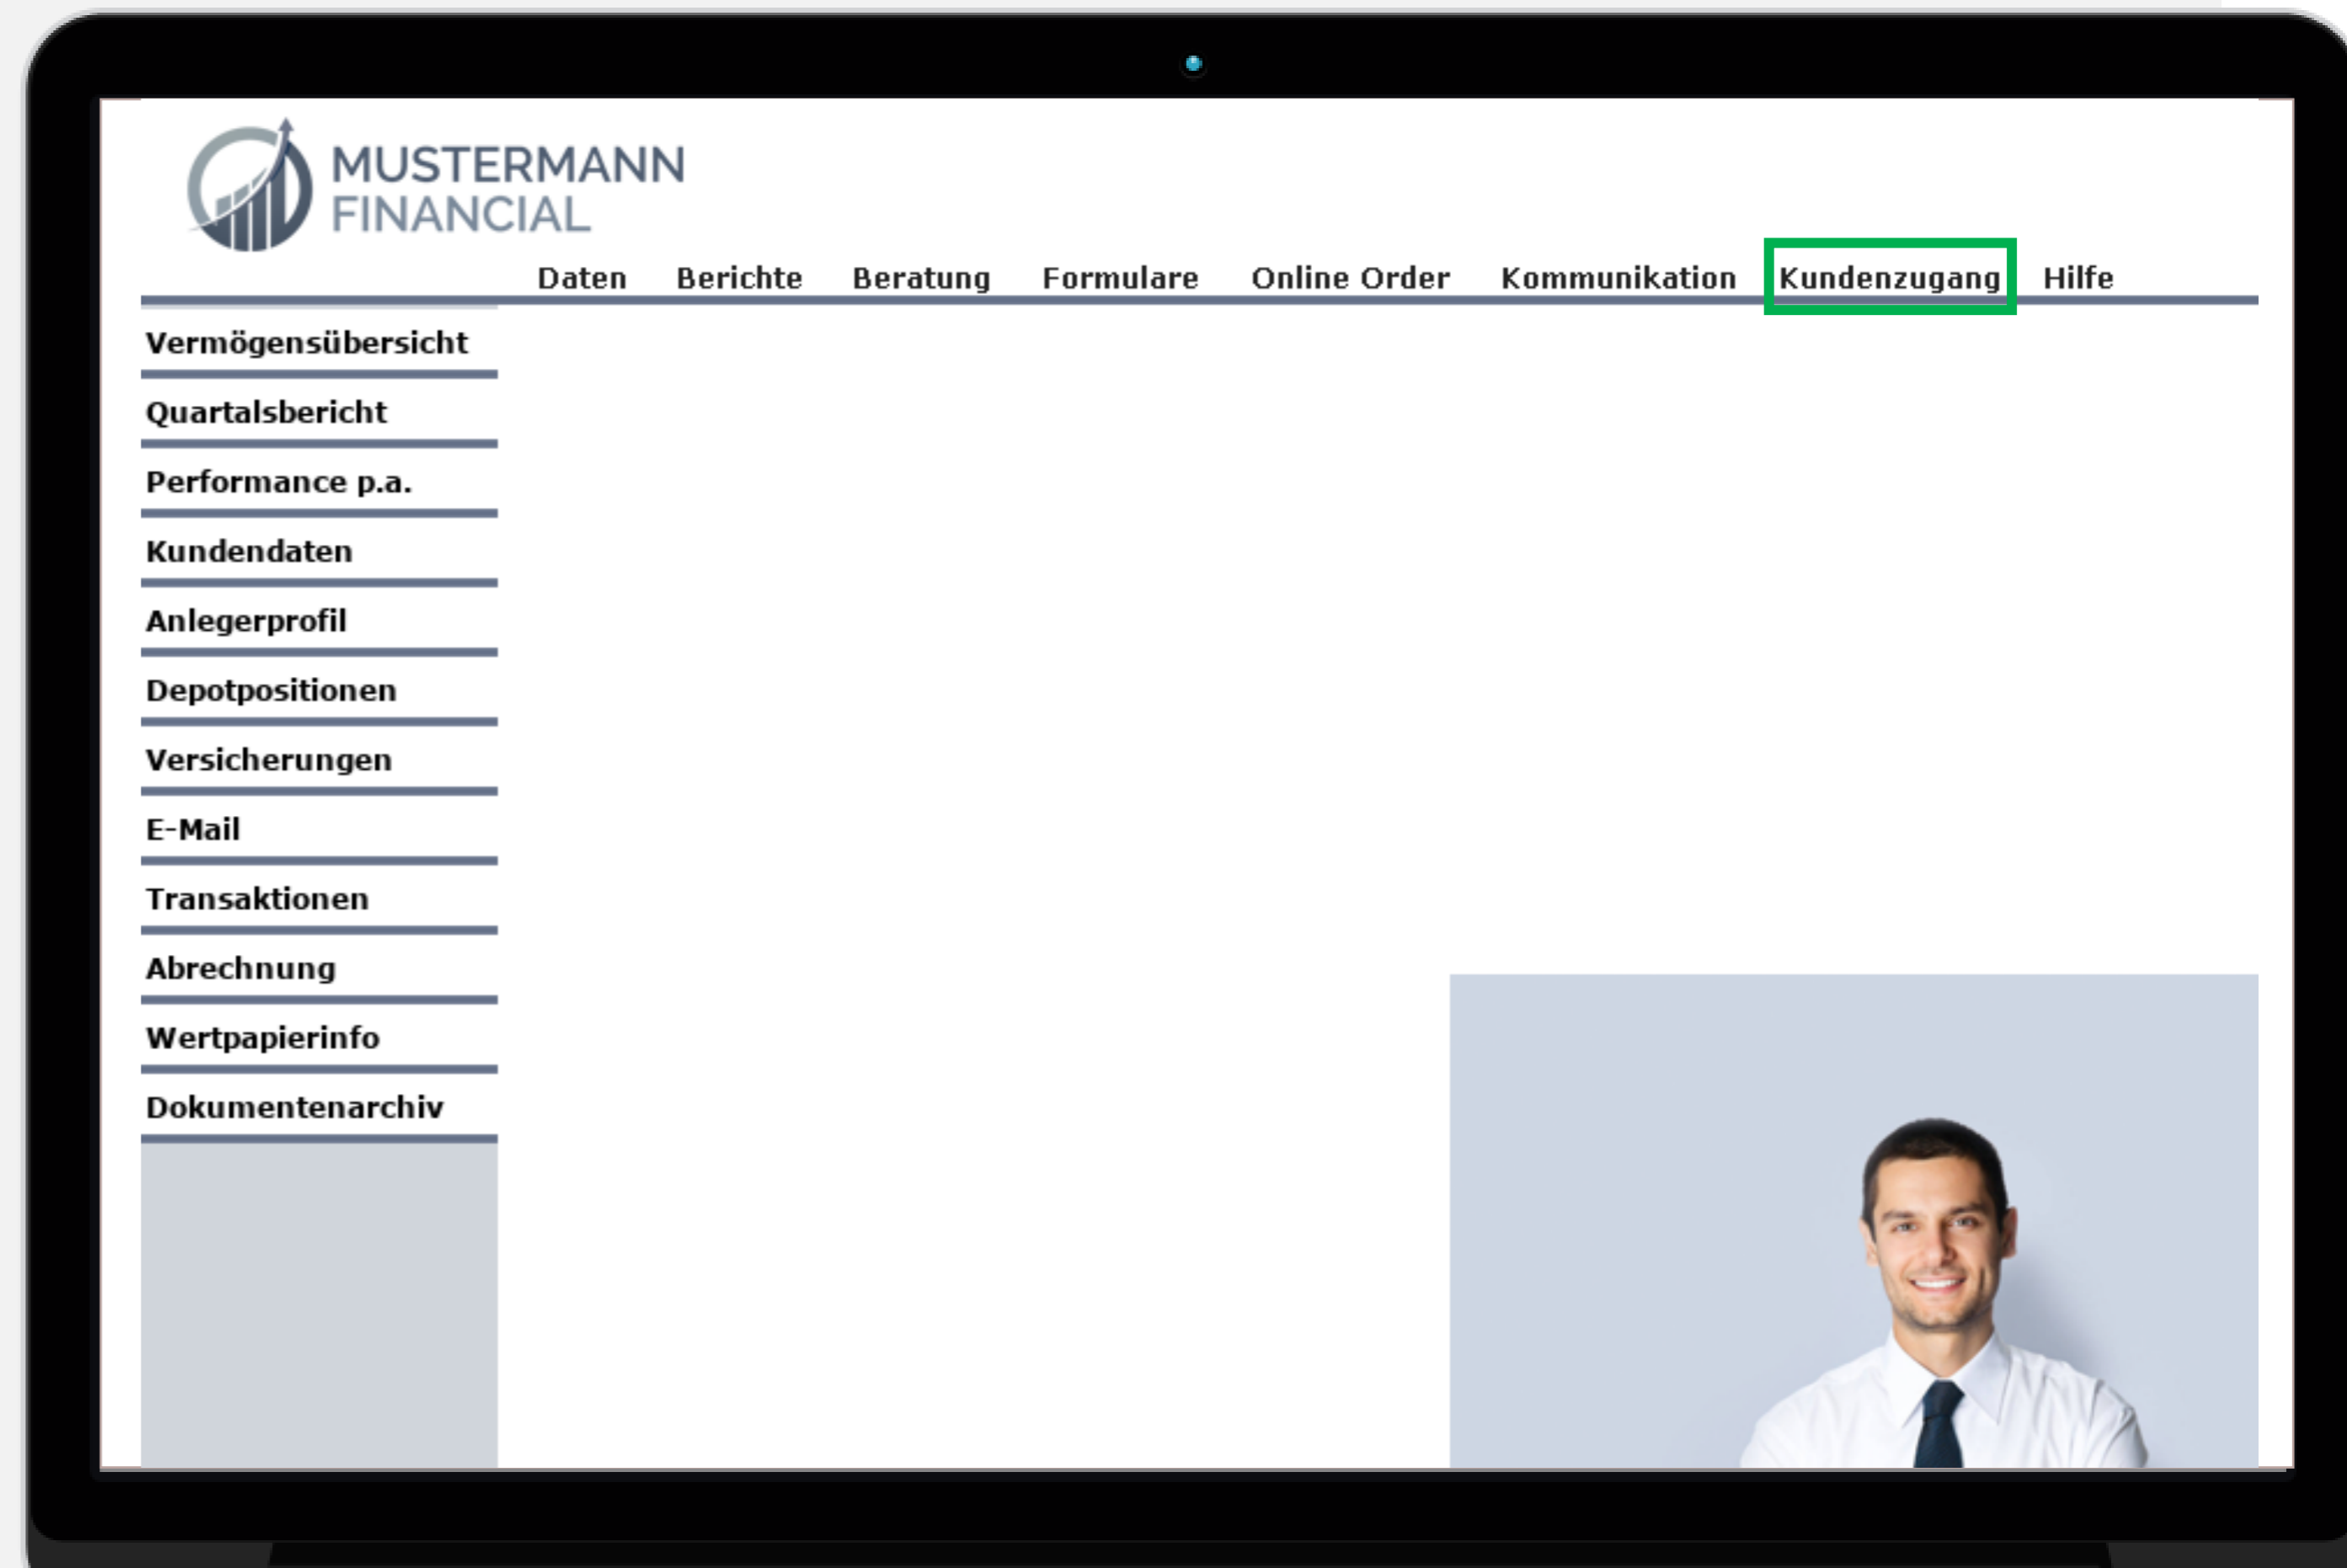 MUSTERMANN
FINANCIAL
Daten Berichte Beratung Formulare Online Order Kommunikation Kundenzugang Hilfe
Vermögensübersicht
Quartalsbericht
Performance p.a.
Kundendaten
Anlegerprofil
Depotpositionen
Versicherungen
E-Mail
Transaktionen
Abrechnung
Wertpapierinfo
Dokumentenarchiv